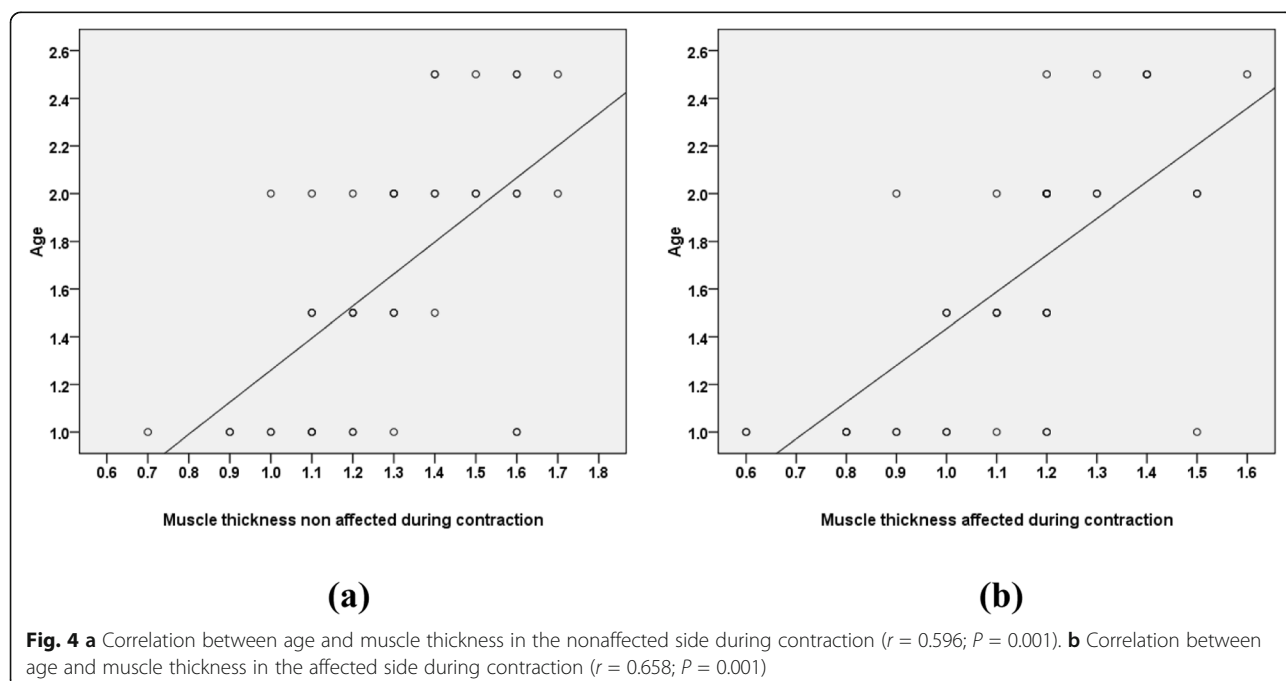 2.6
2.4
2.2
2.0
1.8
1.6
1.4
1.2
1.0
Age
0.6 0.7 0.9 1.0 1.1 1.2 1.3 1.4 1.5 1.6 1.7 1.8
Muscle thickness non affected during contraction
(a)
2.6
2.4
2.2
2.0
1.8
1.6
1.4
1.2
1.0
Age
0.6 0.7 0.8 0.9 1.0 1.1 1.2 1.3 1.4 1.5 1.6
Muscle thickness affected during contraction
(b)
Fig. 4 a Correlation between age and muscle thickness in the nonaffected side during contraction (r = 0.596; P = 0.001). b Correlation between
age and muscle thickness in the affected side during contraction (r = 0.658; P = 0.001)